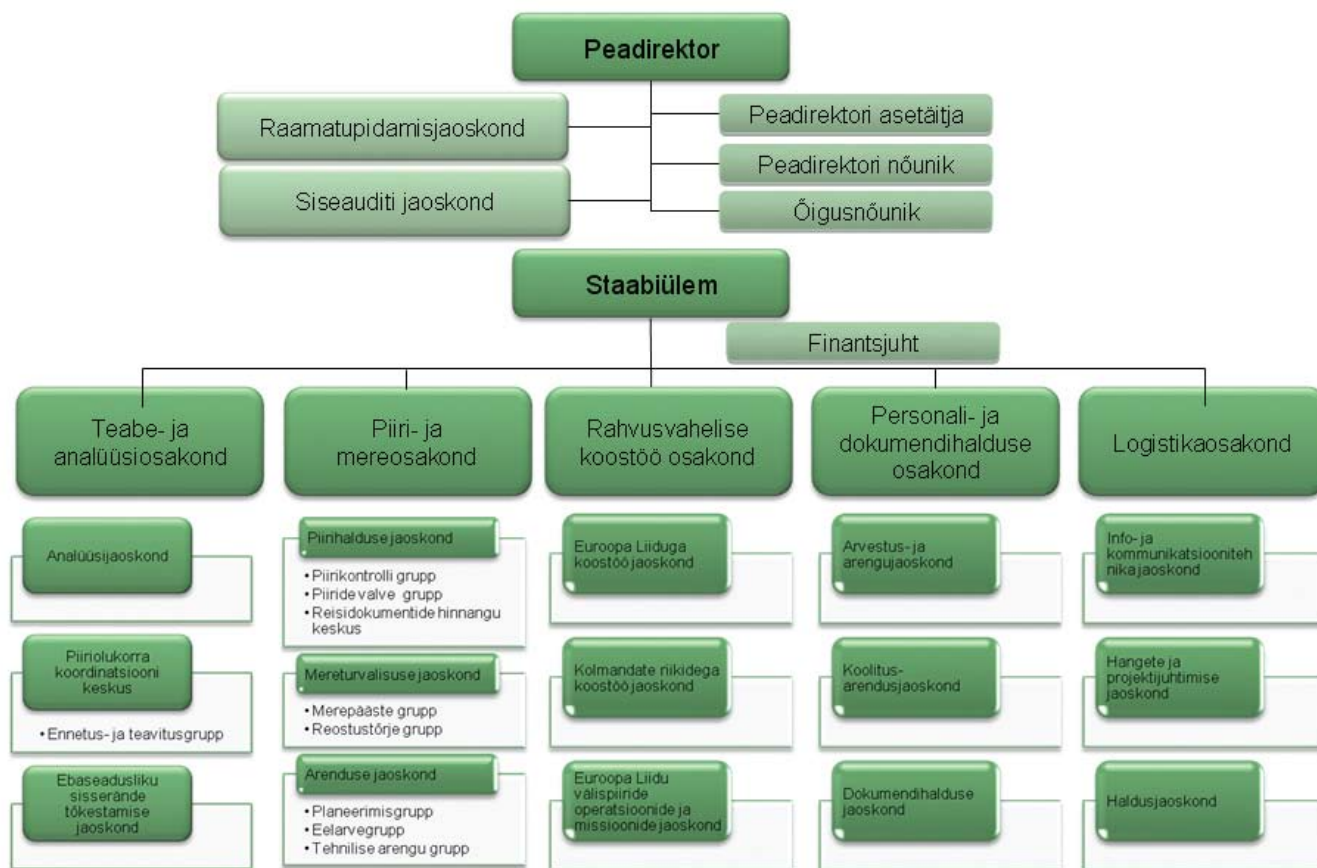 Peadirektor
Raamatupidamisjaoskond
Siseauditi jaoskond
Peadirektori asetäitja
Peadirektori nõunik
Õigusnõunik
Staabiülem
Finantsjuht
Teabe- ja
analüüsiosakond
Piiri- ja
mereosakond
Rahvusvahelise
koostöö osakond
Personali- ja
dokumendihalduse
osakond
Logistikaosakond
Analüüsijaoskond
Piiriolukorra
koordinatsiooni
keskus
• Ennetus- ja teavitusgrupp
Ebaseadusliku
sisserände
tõkestamise
jaoskond
Piirihalduse jaoskond
• Piirikontrolli grupp
• Piiride valve grupp
• Reisidokumentide hinnangu
keskus
Mereturvalisuse jaoskond
• Merepääste grupp
• Reostustõrje grupp
Arenduse jaoskond
• Planeerimisgrupp
• Eelarvegrupp
• Tehnilise arengu grupp
Euroopa Liiduga
koostöö jaoskond
Kolmandate riikidega
koostöö jaoskond
Euroopa Liidu
välispiiride
operatsioonide ja
missioonide jaoskond
Arvestus- ja
arengujaoskond
Koolitus-
arendusjaoskond
Dokumendihalduse
jaoskond
Info- ja
kommunikatsiooniteh
nika jaoskond
Hangete ja
projektijuhtimise
jaoskond
Haldusjaoskond